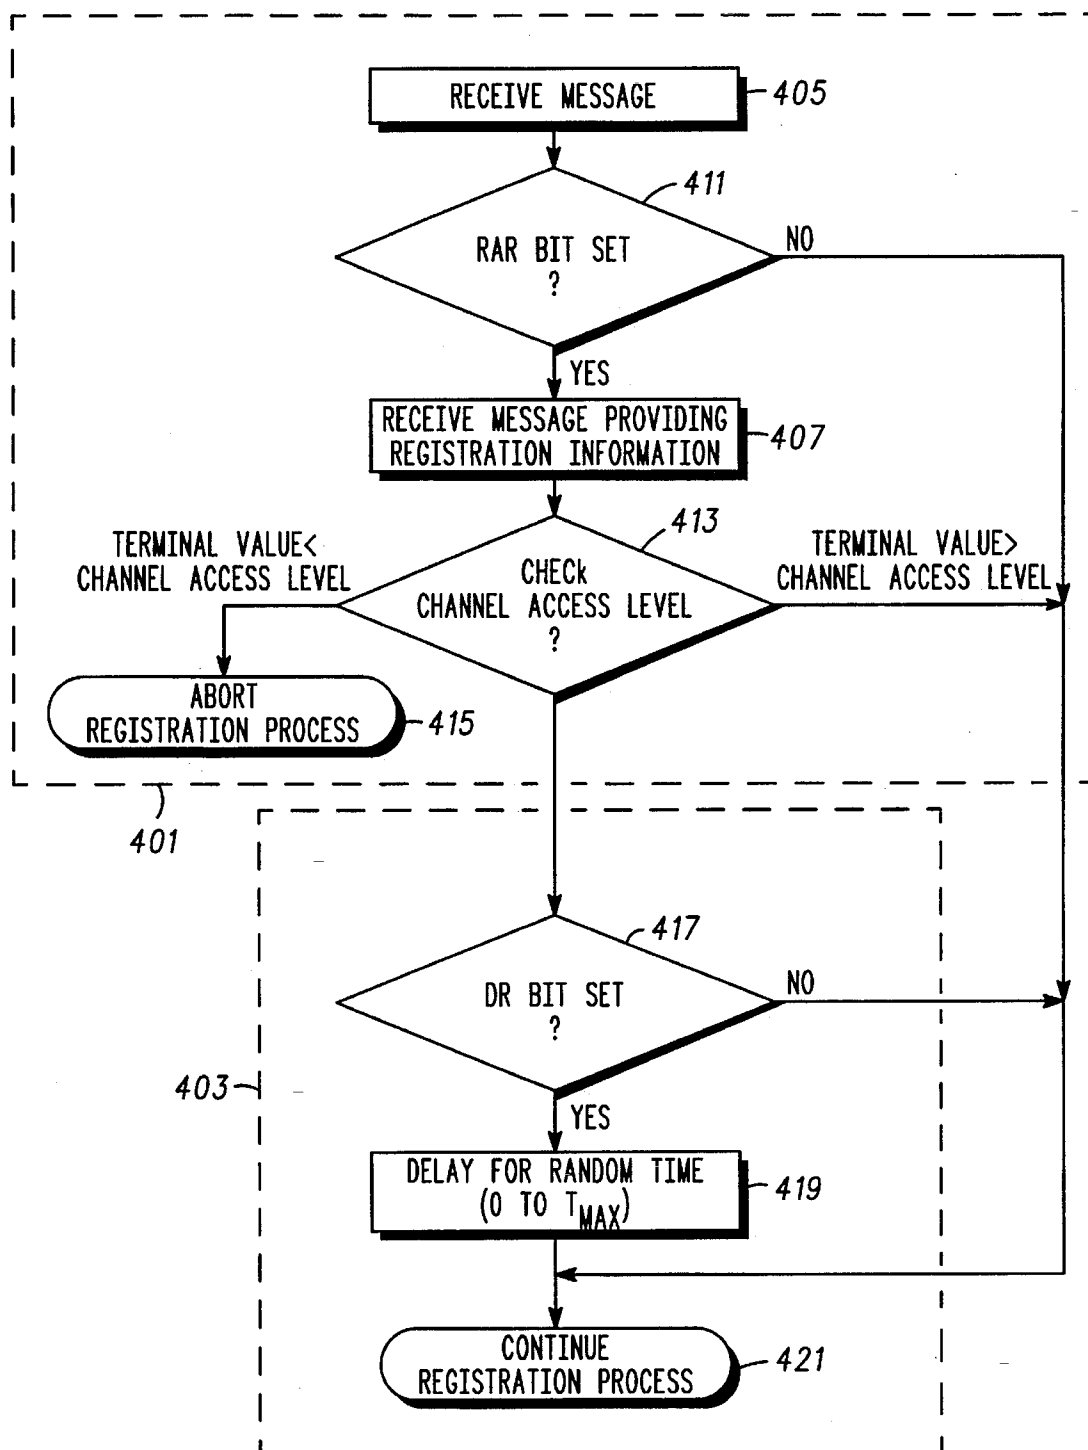 RECEIVE MESSAGE
405
411
RAR BIT SET
?
NO
YES
RECEIVE MESSAGE PROVIDING
REGISTRATION INFORMATION
407
413
TERMINAL VALUE<
CHANNEL ACCESS LEVEL
CHECK
CHANNEL ACCESS LEVEL
?
TERMINAL VALUE>
CHANNEL ACCESS LEVEL
ABORT
REGISTRATION PROCESS
415
401
417
DR BIT SET
?
NO
403
YES
DELAY FOR RANDOM TIME
(0 TO TMAX)
419
CONTINUE
REGISTRATION PROCESS
421